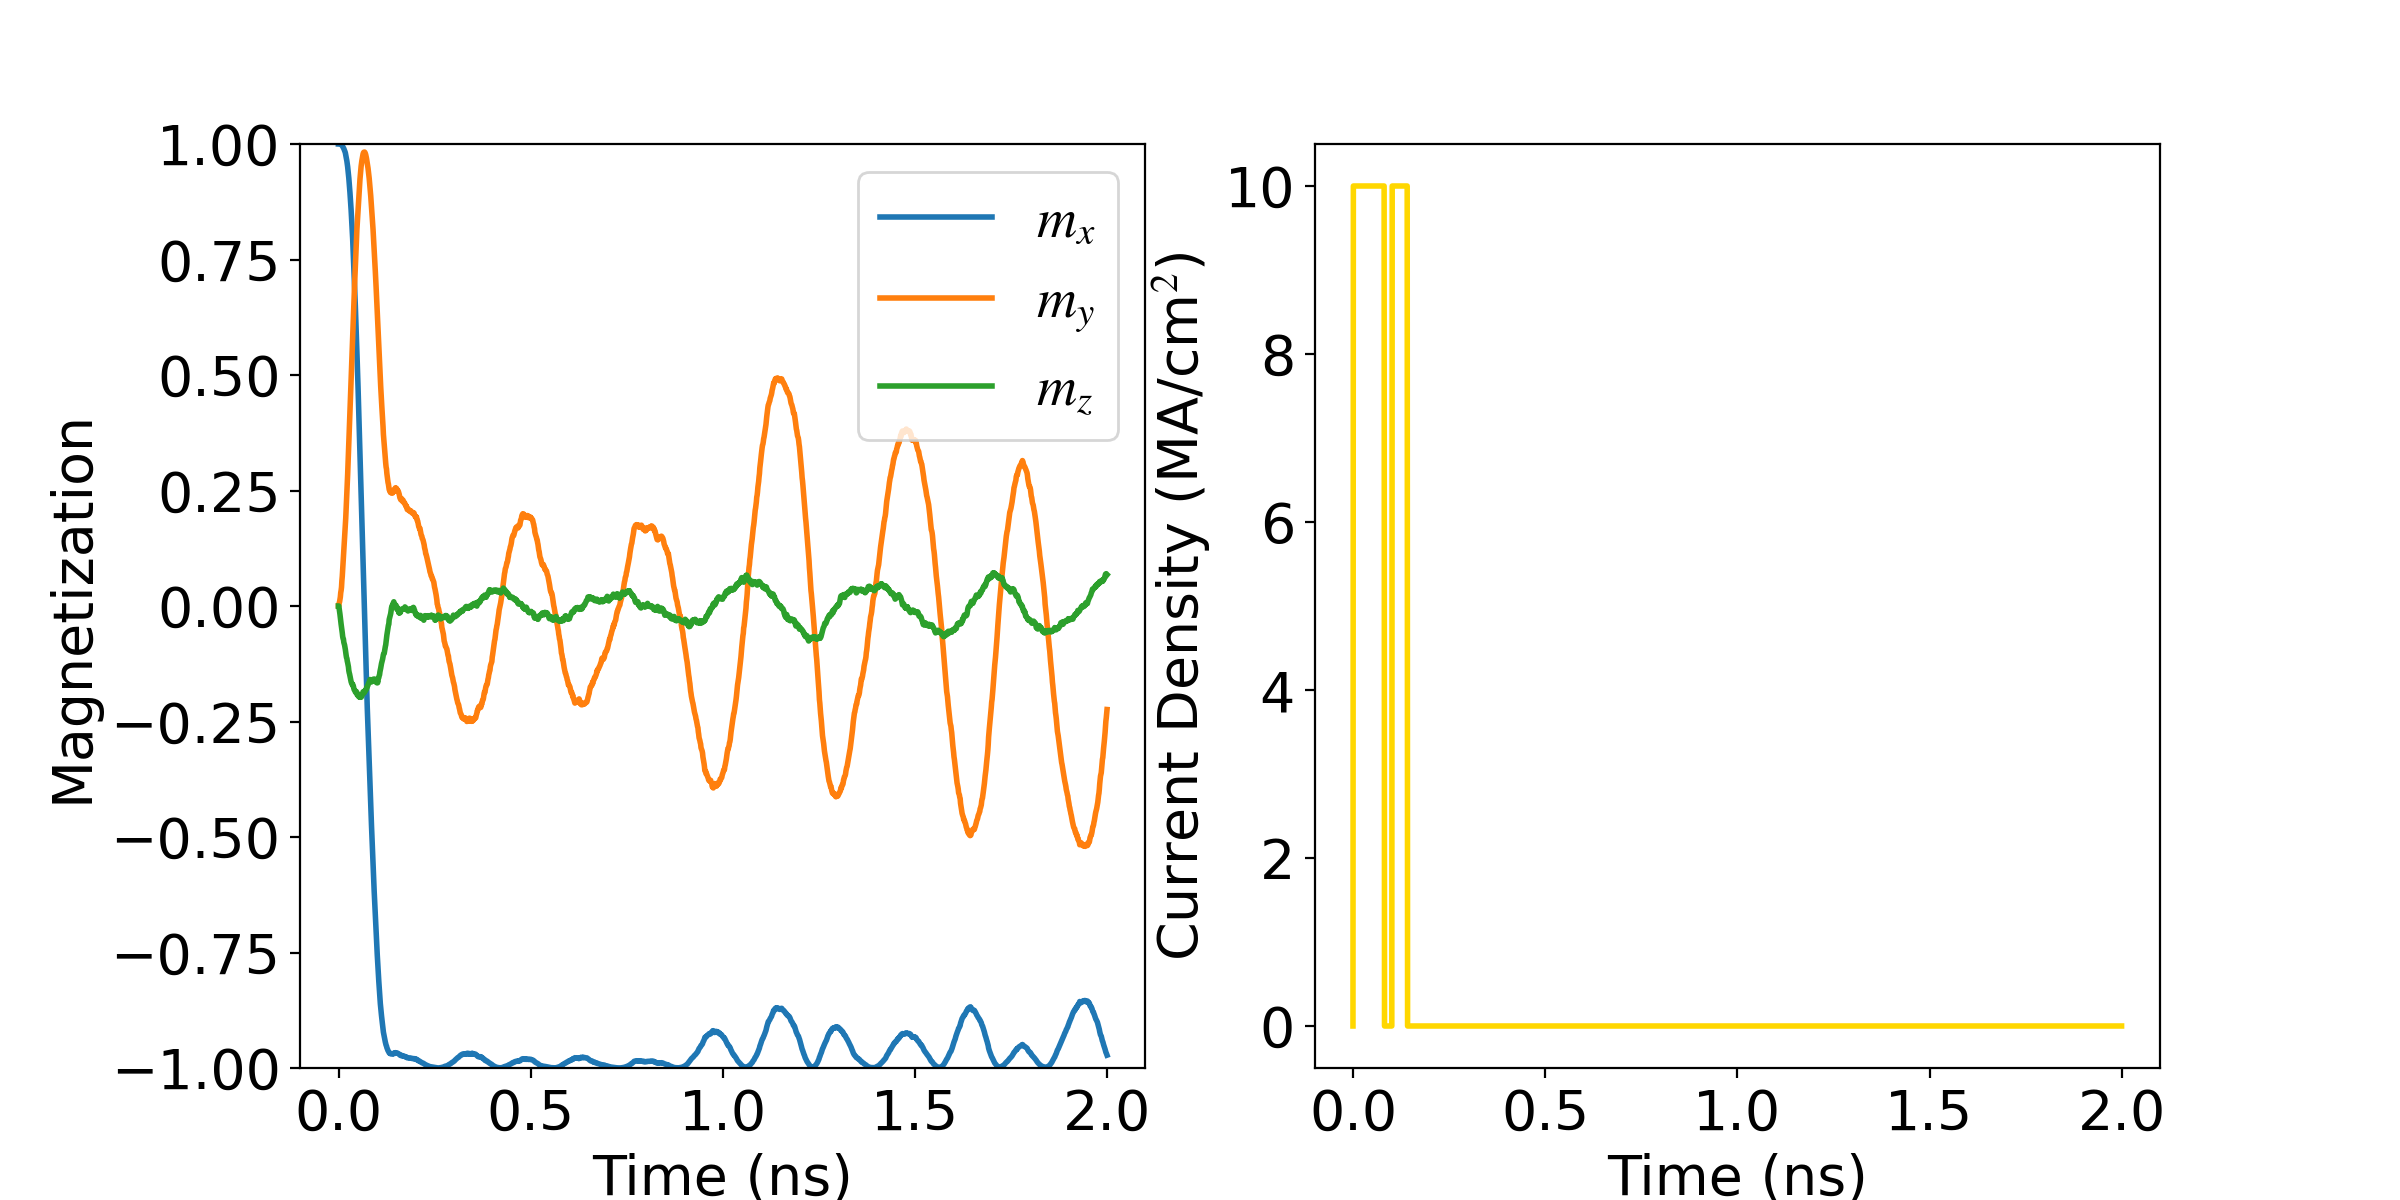 Magnetization
1.00
0.75
0.50
0.25
0.00
−0.25
−0.50
−0.75
−1.00
0.0 0.5 1.0 1.5 2.0
Time (ns)
m_x
m_y
m_z
Current Density (MA/cm²)
10
8
6
4
2
0
0.0 0.5 1.0 1.5 2.0
Time (ns)